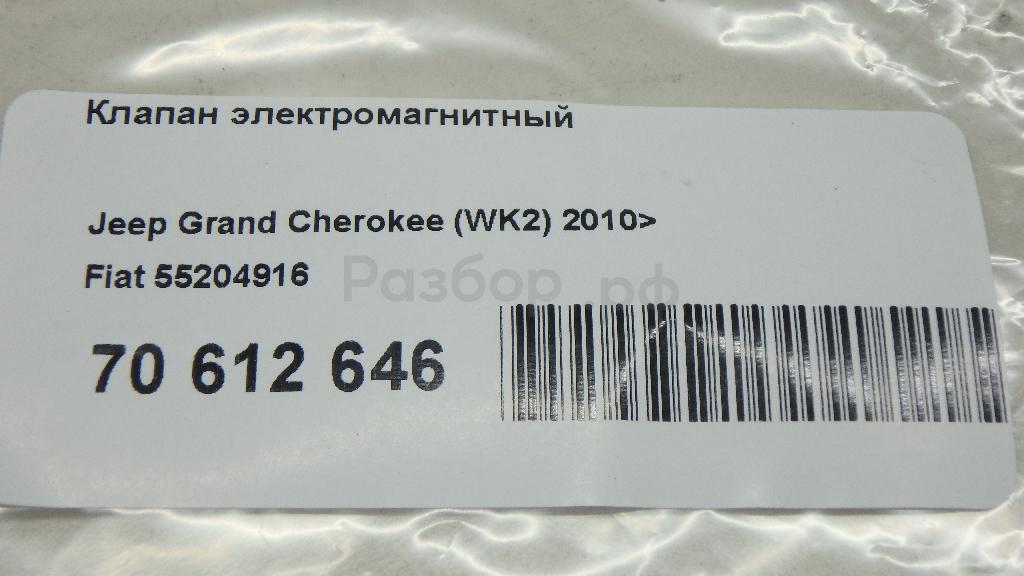 Клапан электромагнитный
Jeep Grand Cherokee (WK2) 2010>
Fiat 55204916
Разбор.рф
70 612 646